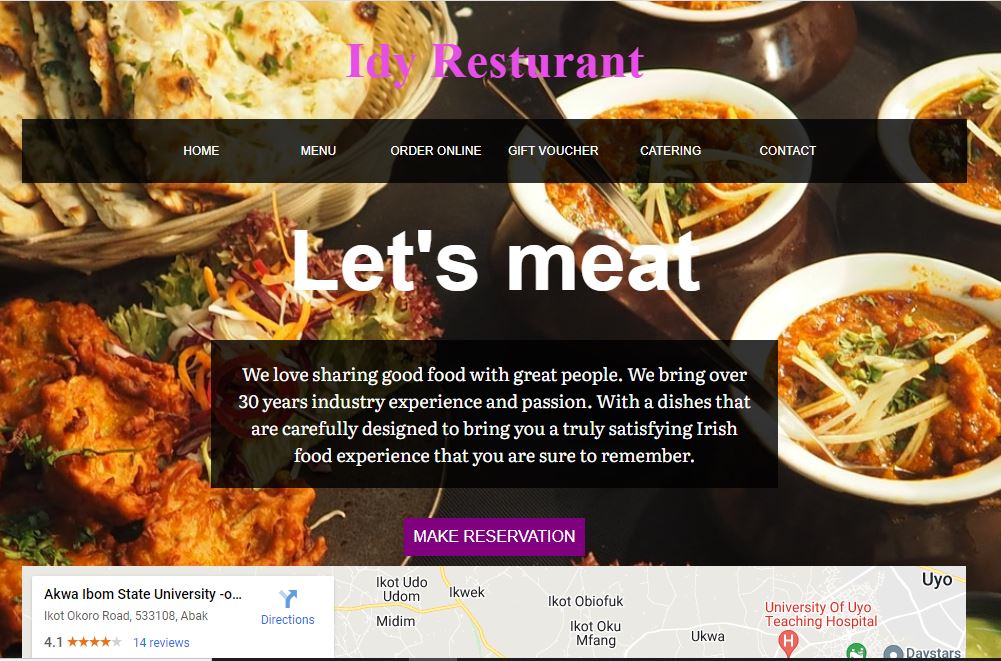 Idy Resturant
HOME MENU ORDER ONLINE GIFT VOUCHER CATERING CONTACT
Let's meat
We love sharing good food with great people. We bring over
30 years industry experience and passion. With a dishes that
are carefully designed to bring you a truly satisfying Irish
food experience that you are sure to remember.
MAKE RESERVATION
Akwa Ibom State University -o...
Ikot Okoro Road, 533108, Abak
4.1 14 reviews
Directions
Ikot Udo
Udom
Ikwek
Midim
Ikot Obiofuk
Ikot Oku
Mfang
Ukwa
University Of Uyo
Teaching Hospital
H
Uyo
Daystars